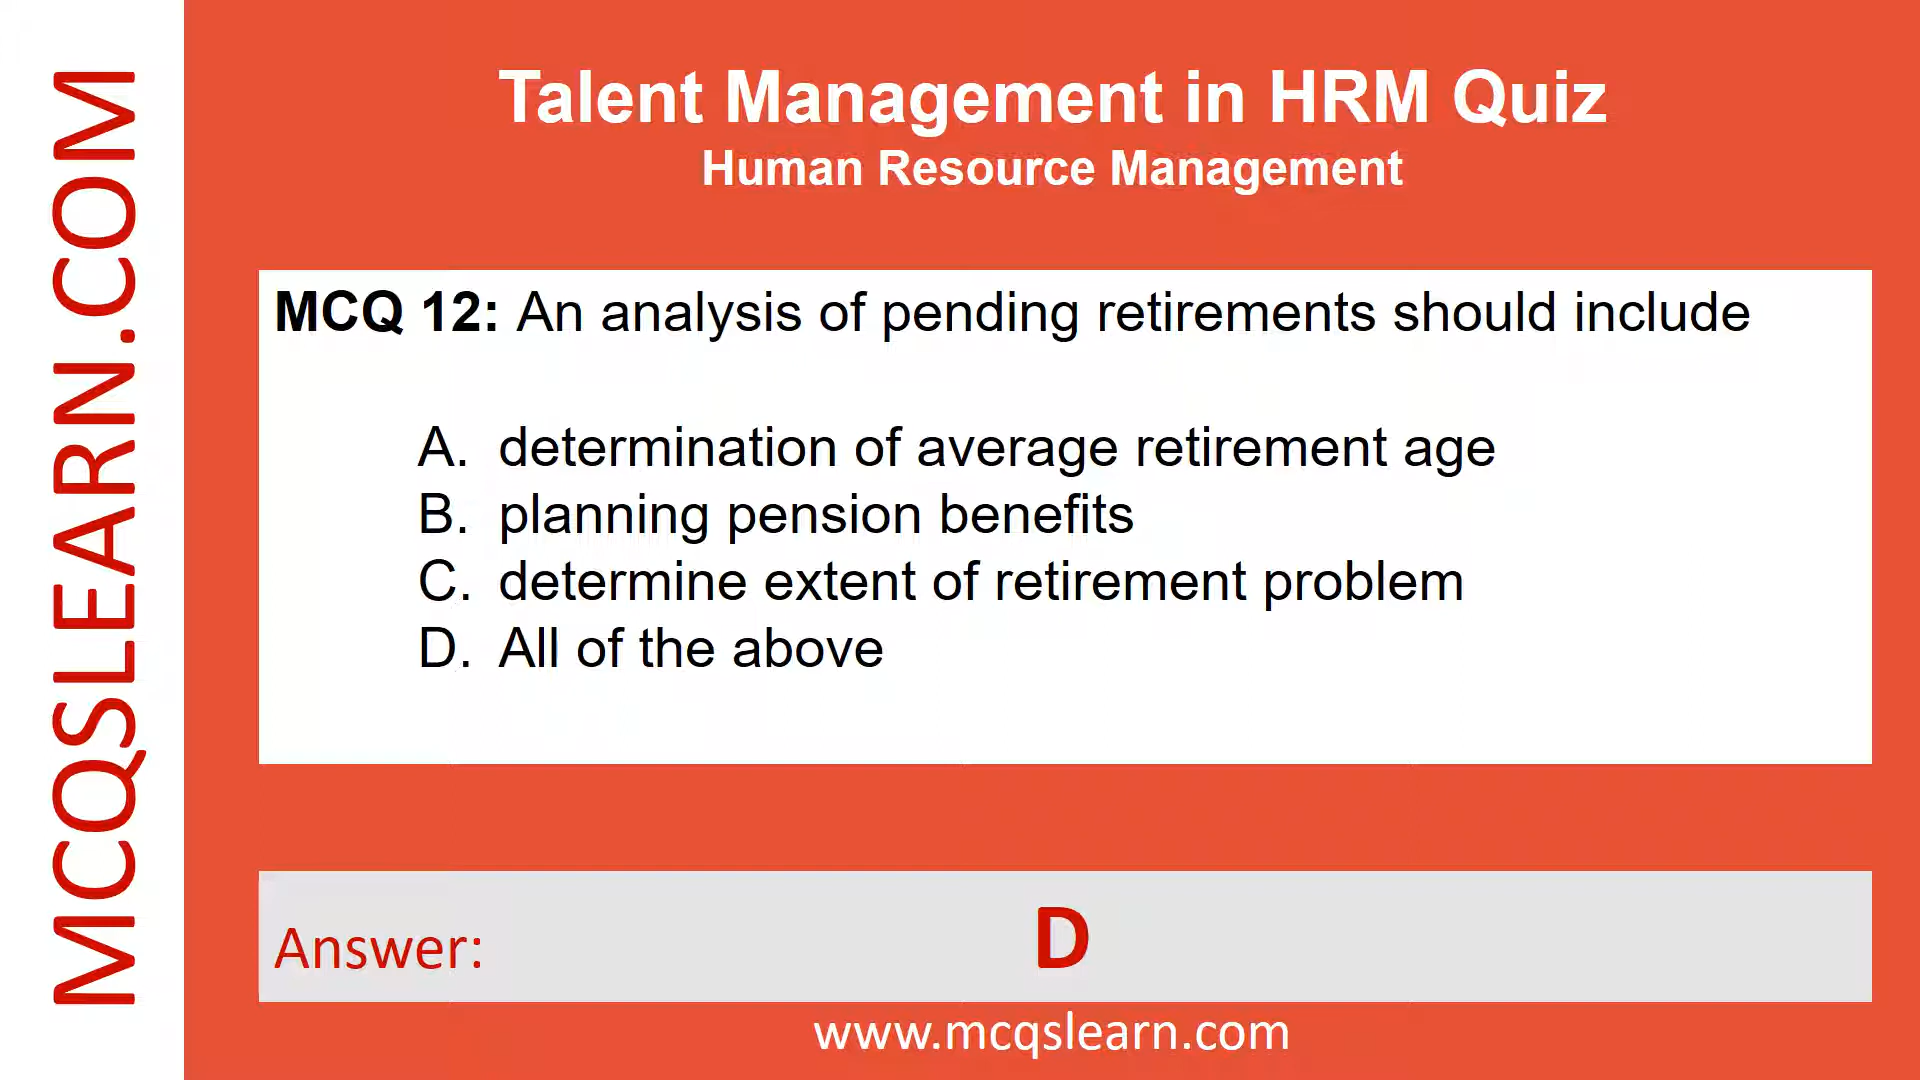 MCQSLEARN.COM
Talent Management in HRM Quiz
Human Resource Management
MCQ 12: An analysis of pending retirements should include
A. determination of average retirement age
B. planning pension benefits
C. determine extent of retirement problem
D. All of the above
Answer: D
www.mcqslearn.com